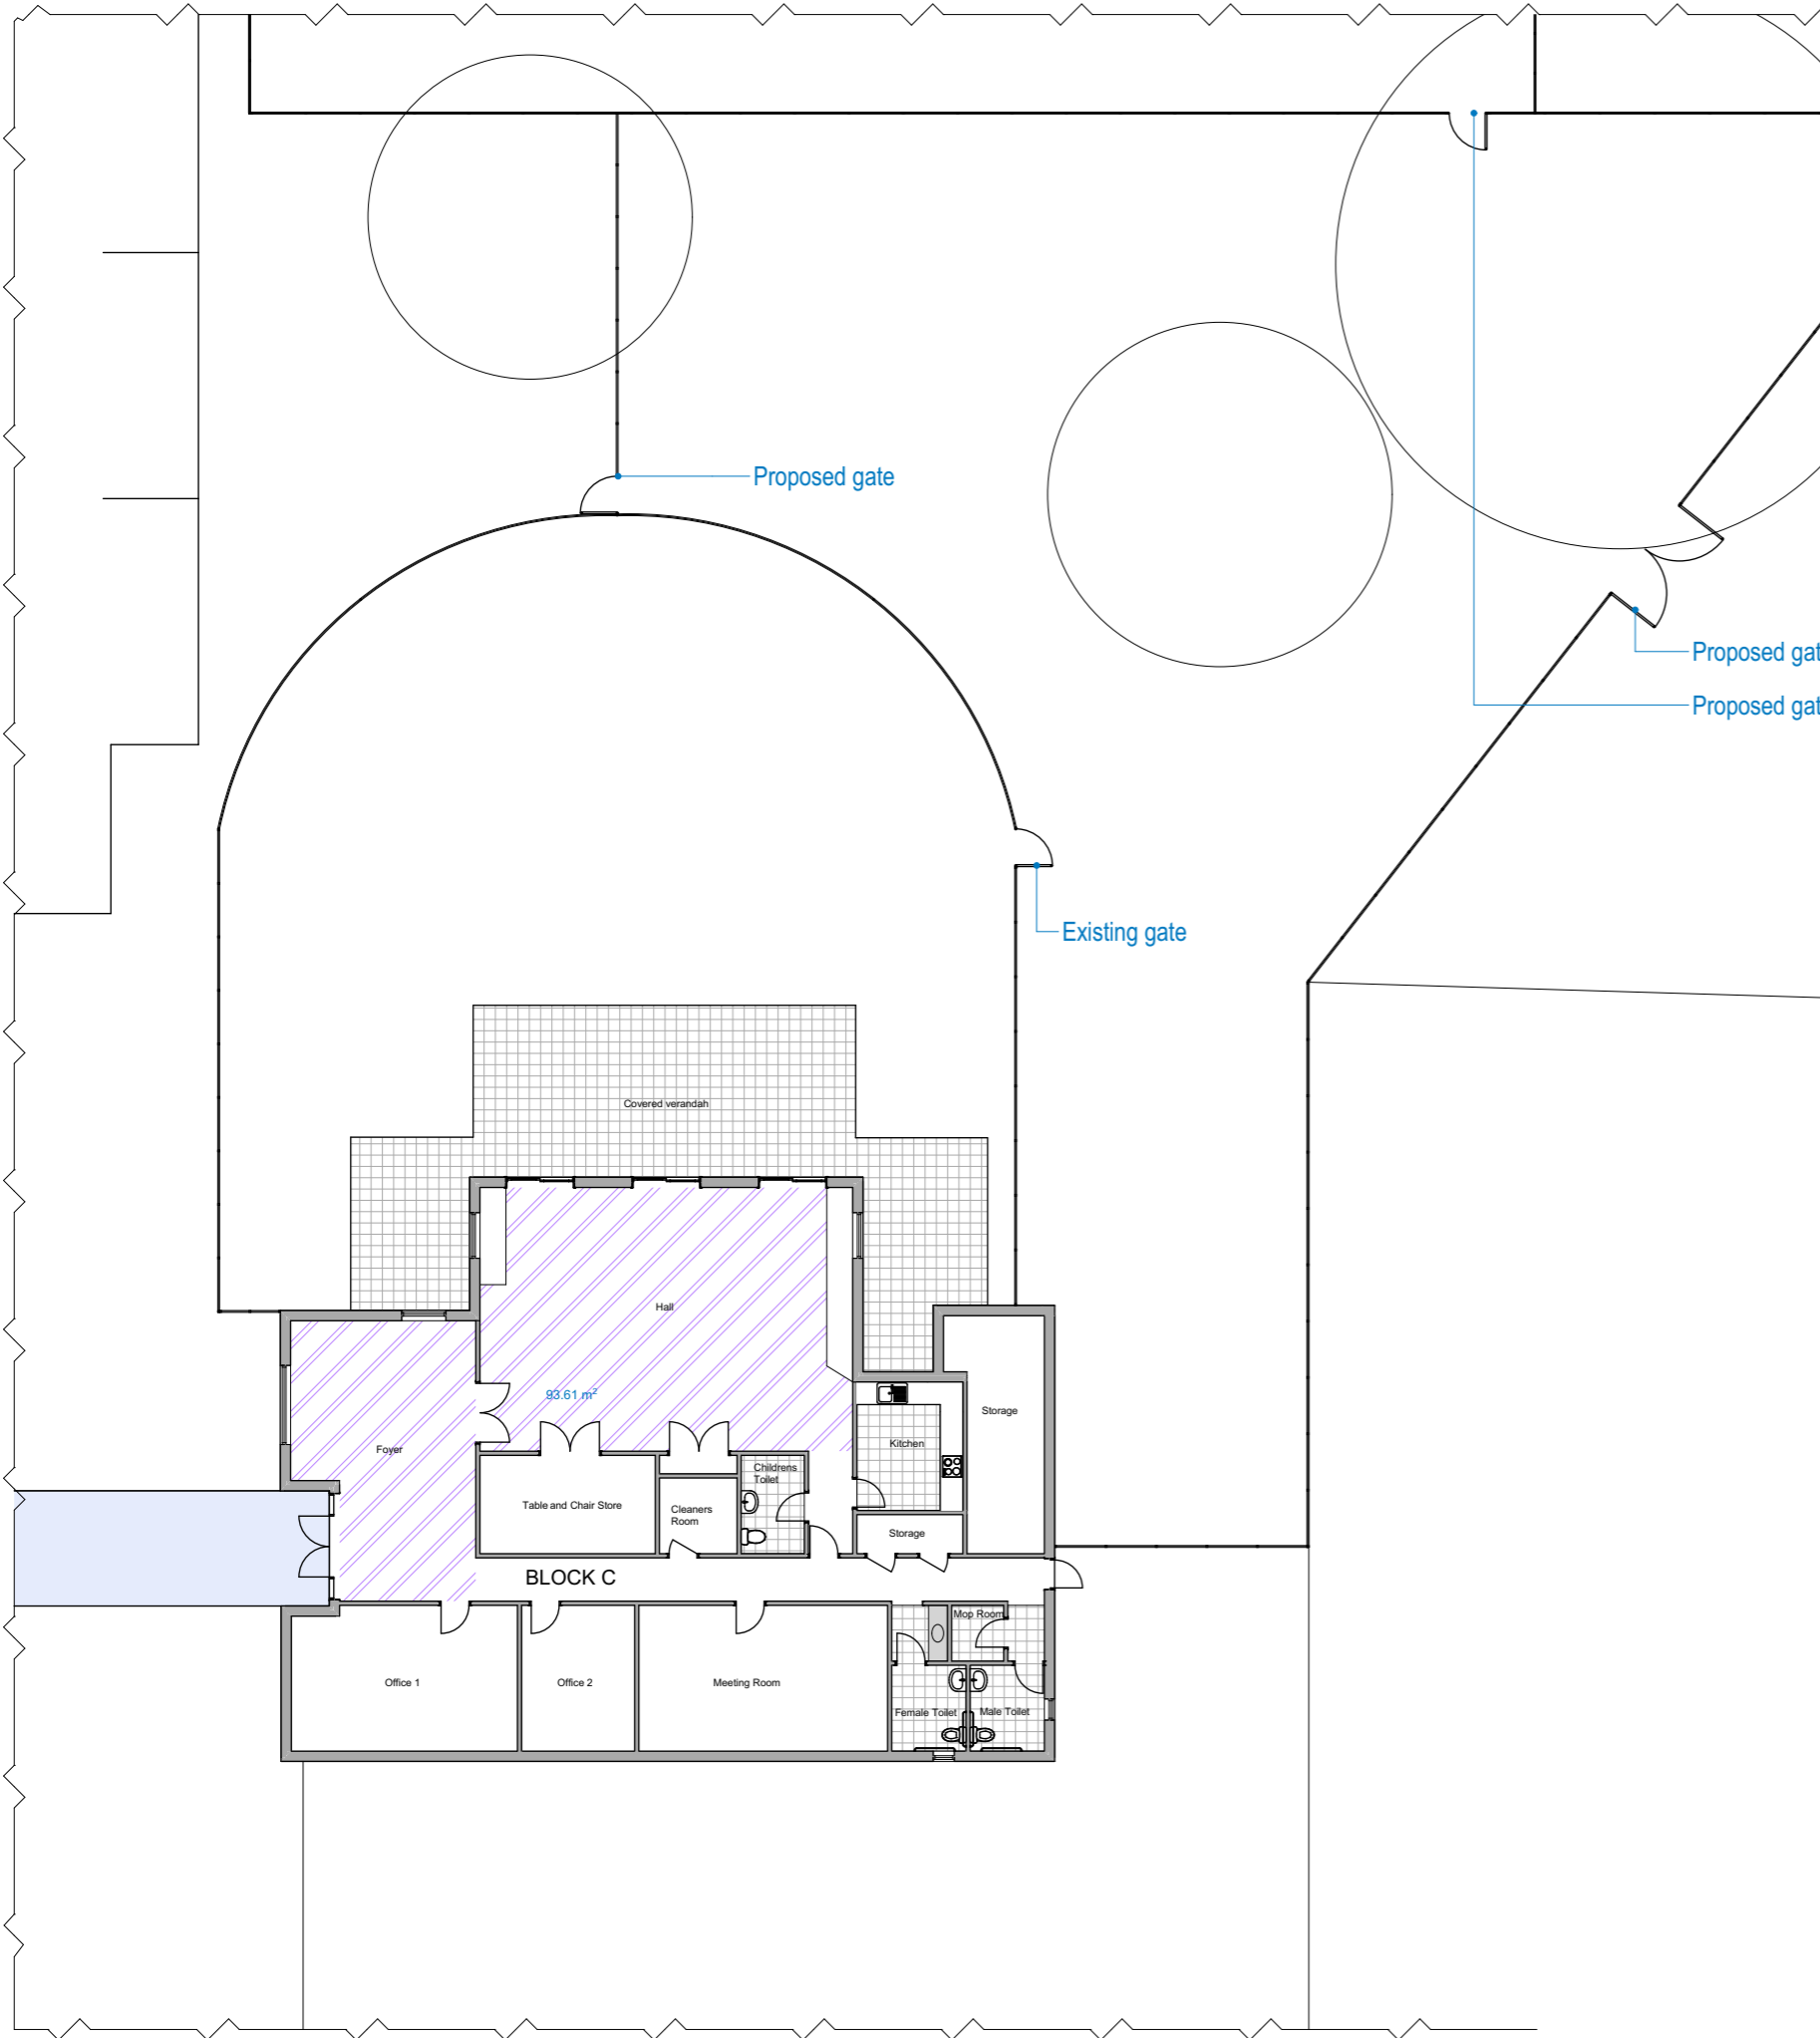 Proposed gate
Proposed gat
Proposed gat
Existing gate
Covered verandah
Hall
93.61 m²
Storage
Foyer
Kitchen
Childrens
Toilet
Table and Chair Store
Cleaners
Room
Storage
BLOCK C
Mop Room
Office 1
Office 2
Meeting Room
Female Toilet
Male Toilet